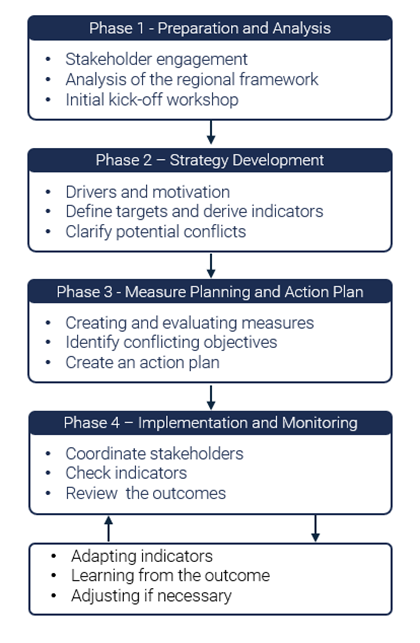 Phase 1 - Preparation and Analysis
• Stakeholder engagement
• Analysis of the regional framework
• Initial kick-off workshop
Phase 2 – Strategy Development
• Drivers and motivation
• Define targets and derive indicators
• Clarify potential conflicts
Phase 3 - Measure Planning and Action Plan
• Creating and evaluating measures
• Identify conflicting objectives
• Create an action plan
Phase 4 – Implementation and Monitoring
• Coordinate stakeholders
• Check indicators
• Review the outcomes
• Adapting indicators
• Learning from the outcome
• Adjusting if necessary